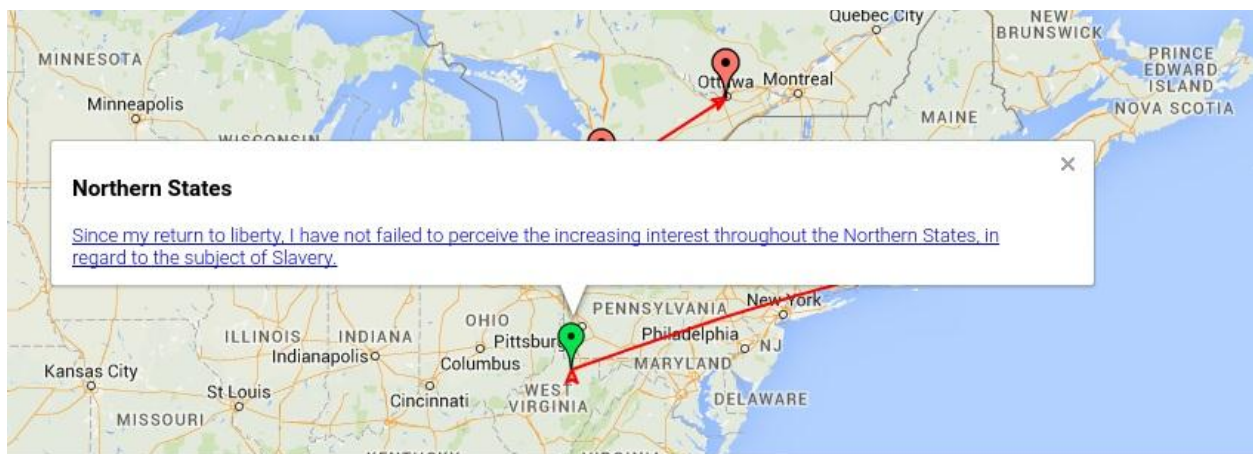 Quebec City
NEW
BRUNSWICK
MINNESOTA
PRINCE
EDWARD
ISLAND
Ottawa
Montreal
Minneapolis
MAINE
NOVA SCOTIA
WISCONSIN
×
Northern States
Since my return to liberty, I have not failed to perceive the increasing interest throughout the Northern States, in
regard to the subject of Slavery.
PENNSYLVANIA
New York
OHIO
ILLINOIS
INDIANA
Pittsburg
Philadelphia
NJ
Indianapolis
Columbus
MARYLAND
Kansas City
A
St Louis
Cincinnati
WEST
VIRGINIA
DELAWARE
MISSOURI
KENTUCKY
VIRGINIA